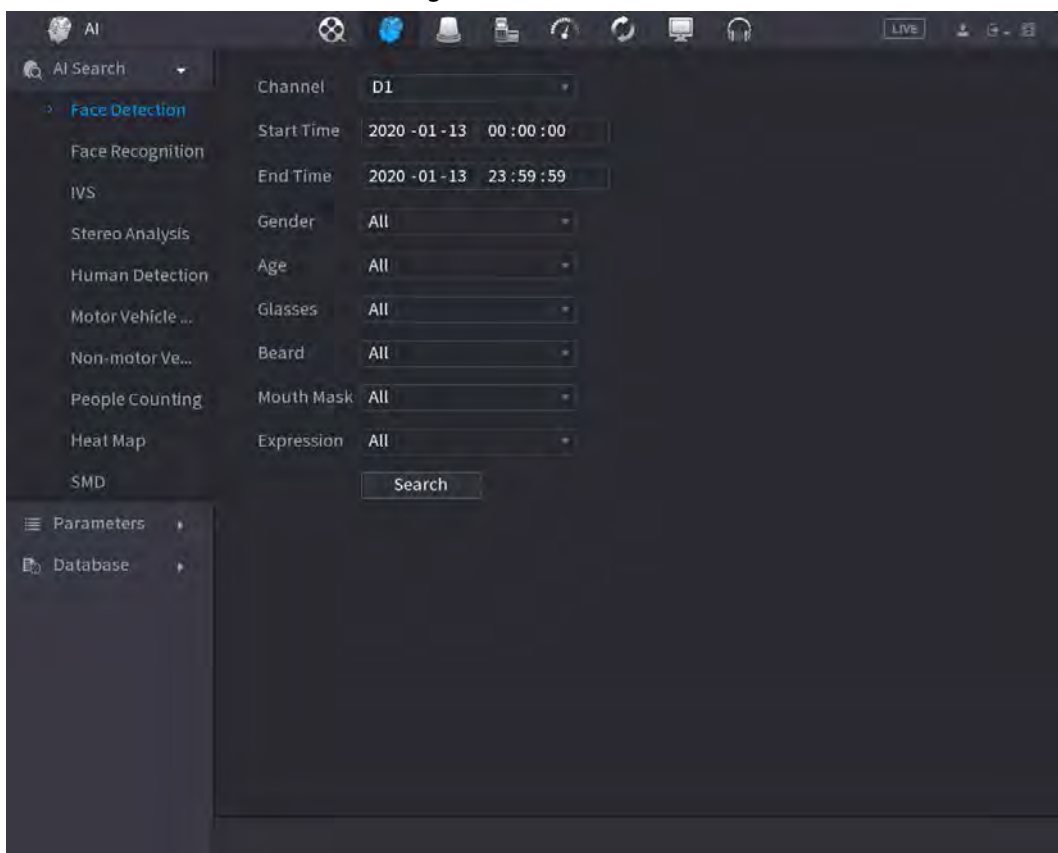 AI
LIVE
AI Search
Face Detection
Face Recognition
IVS
Stereo Analysis
Human Detection
Motor Vehicle ...
Non-motor Ve...
People Counting
Heat Map
SMD
Parameters
Database
Channel D1
Start Time 2020 -01 -13 00 :00 :00
End Time 2020 -01 -13 23 :59 :59
Gender All
Age All
Glasses All
Beard All
Mouth Mask All
Expression All
Search